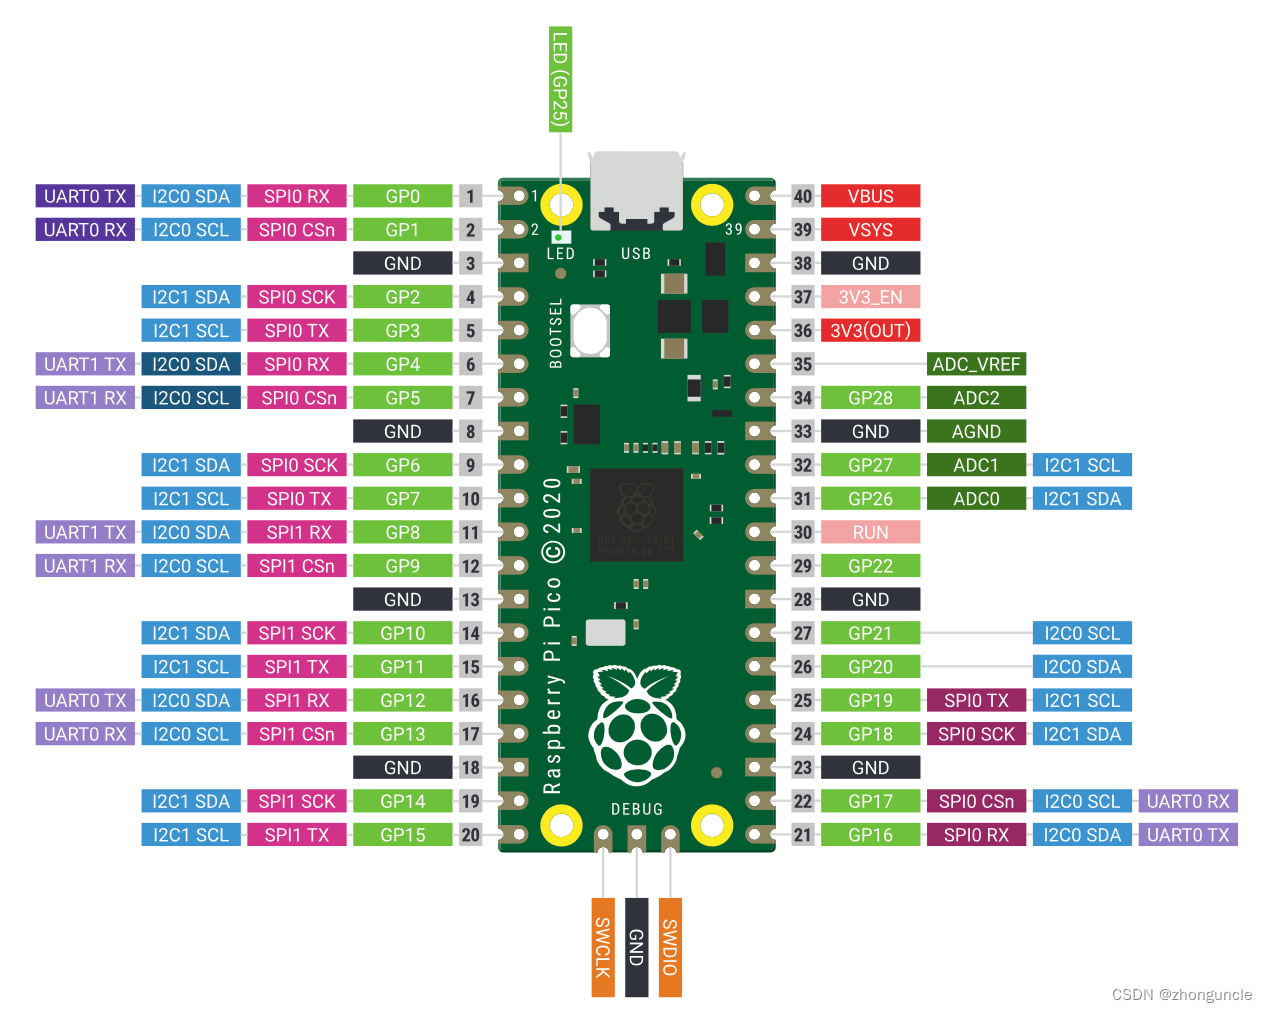 LED (GP25)
UART0 TX I2C0 SDA SPI0 RX GP0 1 1 40 VBUS
UART0 RX I2C0 SCL SPI0 CSn GP1 2 2 39 39 VSYS
LED USB
GND 3 38 GND
I2C1 SDA SPI0 SCK GP2 4 37 3V3_EN
BOOTSEL
I2C1 SCL SPI0 TX GP3 5 36 3V3(OUT)
UART1 TX I2C0 SDA SPI0 RX GP4 6 35 ADC_VREF
UART1 RX I2C0 SCL SPI0 CSn GP5 7 34 GP28 ADC2
GND 8 33 GND AGND
I2C1 SDA SPI0 SCK GP6 9 32 GP27 ADC1 I2C1 SCL
I2C1 SCL SPI0 TX GP7 10 31 GP26 ADC0 I2C1 SDA
UART1 TX I2C0 SDA SPI1 RX GP8 11 30 RUN
UART1 RX I2C0 SCL SPI1 CSn GP9 12 29 GP22
Raspberry Pi Pico ©2020
GND 13 28 GND
I2C1 SDA SPI1 SCK GP10 14 27 GP21 I2C0 SCL
I2C1 SCL SPI1 TX GP11 15 26 GP20 I2C0 SDA
UART0 TX I2C0 SDA SPI1 RX GP12 16 25 GP19 SPI0 TX I2C1 SCL
UART0 RX I2C0 SCL SPI1 CSn GP13 17 24 GP18 SPI0 SCK I2C1 SDA
GND 18 23 GND
I2C1 SDA SPI1 SCK GP14 19 22 GP17 SPI0 CSn I2C0 SCL UART0 RX
DEBUG
I2C1 SCL SPI1 TX GP15 20 21 GP16 SPI0 RX I2C0 SDA UART0 TX
SWCLK GND SWDIO
CSDN @zhonguncle